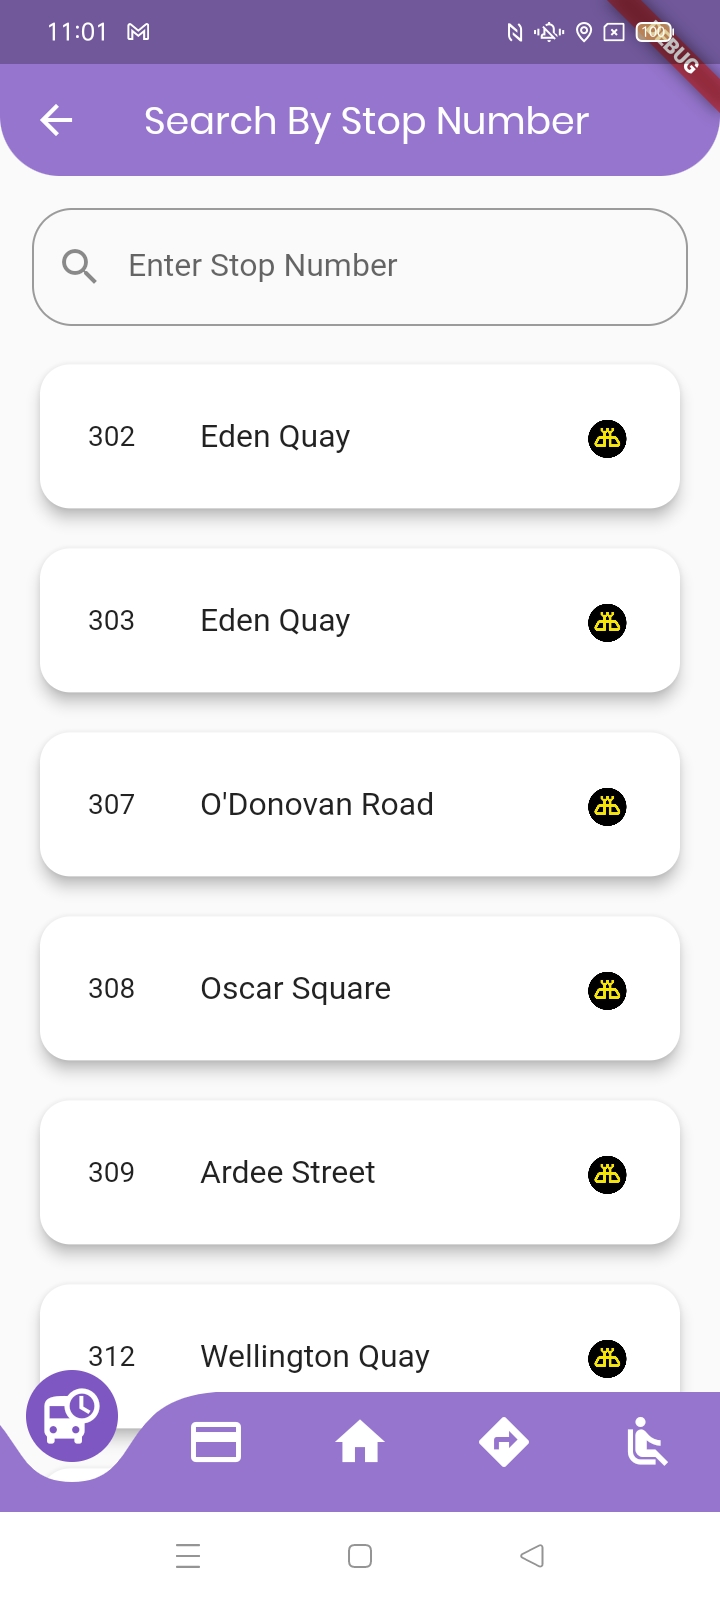 11:01
100
Search By Stop Number
Enter Stop Number
302 Eden Quay
303 Eden Quay
307 O'Donovan Road
308 Oscar Square
309 Ardee Street
312 Wellington Quay